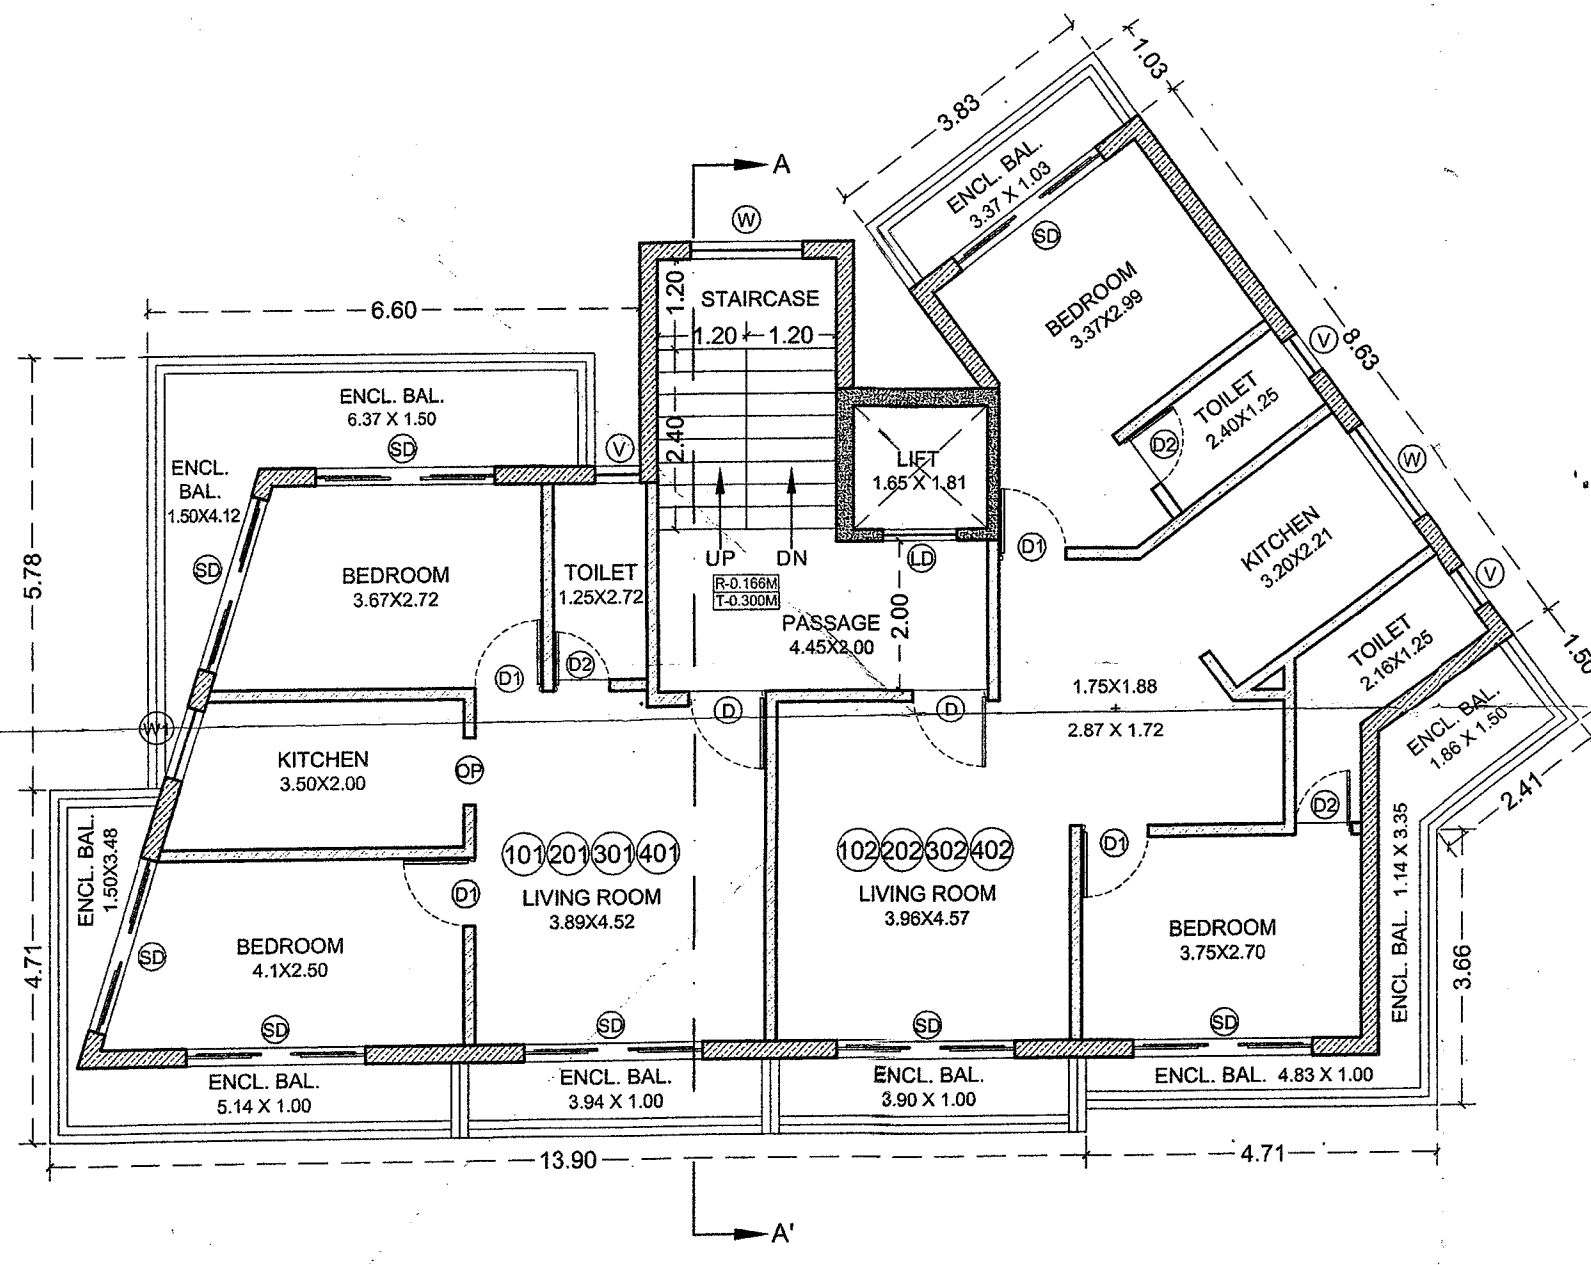 3.83
1.03
ENCL. BAL.
3.37 X 1.03
SD
BEDROOM
3.37X2.99
V
8.63
TOILET
2.40X1.25
D2
W
KITCHEN
3.20X2.21
V
TOILET
2.16X1.25
1.50
ENCL. BAL.
1.86 X 1.50
2.41
A
W
STAIRCASE
1.20
1.20
1.20
2.40
LIFT
1.65 X 1.81
LD
UP
DN
R-0.166M
T-0.300M
PASSAGE
4.45X2.00
2.00
D1
6.60
ENCL. BAL.
6.37 X 1.50
SD
V
ENCL.
BAL.
1.50X4.12
SD
5.78
BEDROOM
3.67X2.72
TOILET
1.25X2.72
D1
D2
D
D
1.75X1.88
2.87 X 1.72
W1
KITCHEN
3.50X2.00
OP
ENCL. BAL.
1.50X3.48
D1
101 201 301 401
LIVING ROOM
3.89X4.52
102 202 302 402
LIVING ROOM
3.96X4.57
D1
D2
ENCL. BAL. 1.14 X 3.35
3.66
4.71
BEDROOM
4.1X2.50
SD
BEDROOM
3.75X2.70
SD
SD
SD
SD
ENCL. BAL.
5.14 X 1.00
ENCL. BAL.
3.94 X 1.00
ENCL. BAL.
3.90 X 1.00
ENCL. BAL. 4.83 X 1.00
13.90
4.71
A'